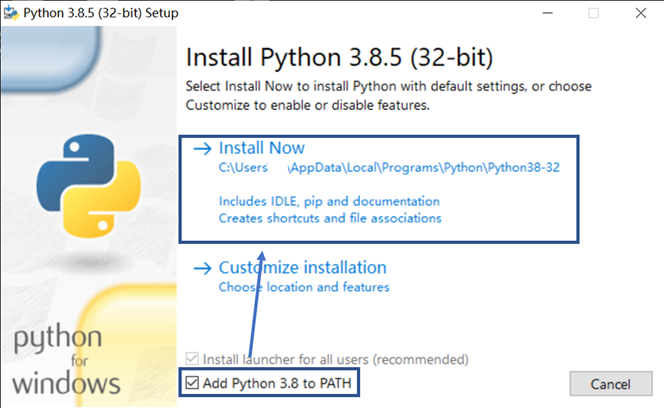 Python 3.8.5 (32-bit) Setup
Install Python 3.8.5 (32-bit)
Select Install Now to install Python with default settings, or choose
Customize to enable or disable features.
Install Now
C:\Users \AppData\Local\Programs\Python\Python38-32
Includes IDLE, pip and documentation
Creates shortcuts and file associations
Customize installation
Choose location and features
Install launcher for all users (recommended)
Add Python 3.8 to PATH
Cancel
python
for
windows